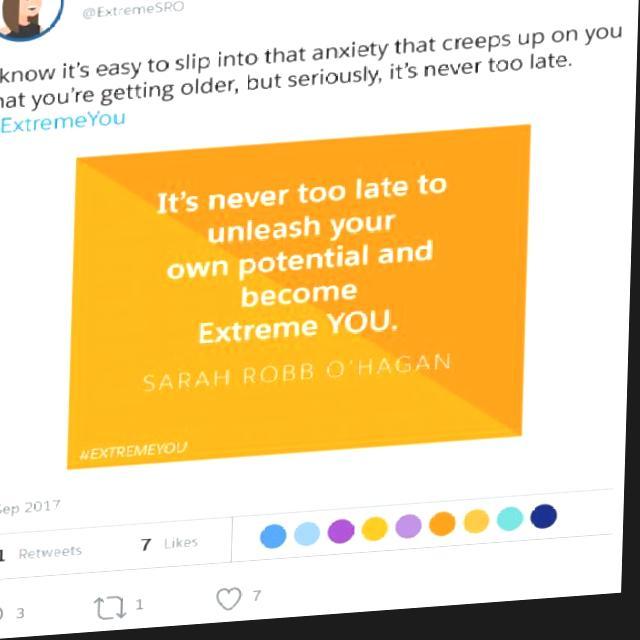 @ExtremeSRO
know it's easy to slip into that anxiety that creeps up on you
you're getting older, but seriously, it's never too late.
ExtremeYou
It's never too late to
unleash your
own potential and
become
Extreme YOU.
SARAH ROBB O'HAGAN
#EXTREMEYOU
Sep 2017
1 Retweets 7 Likes
3 1 7